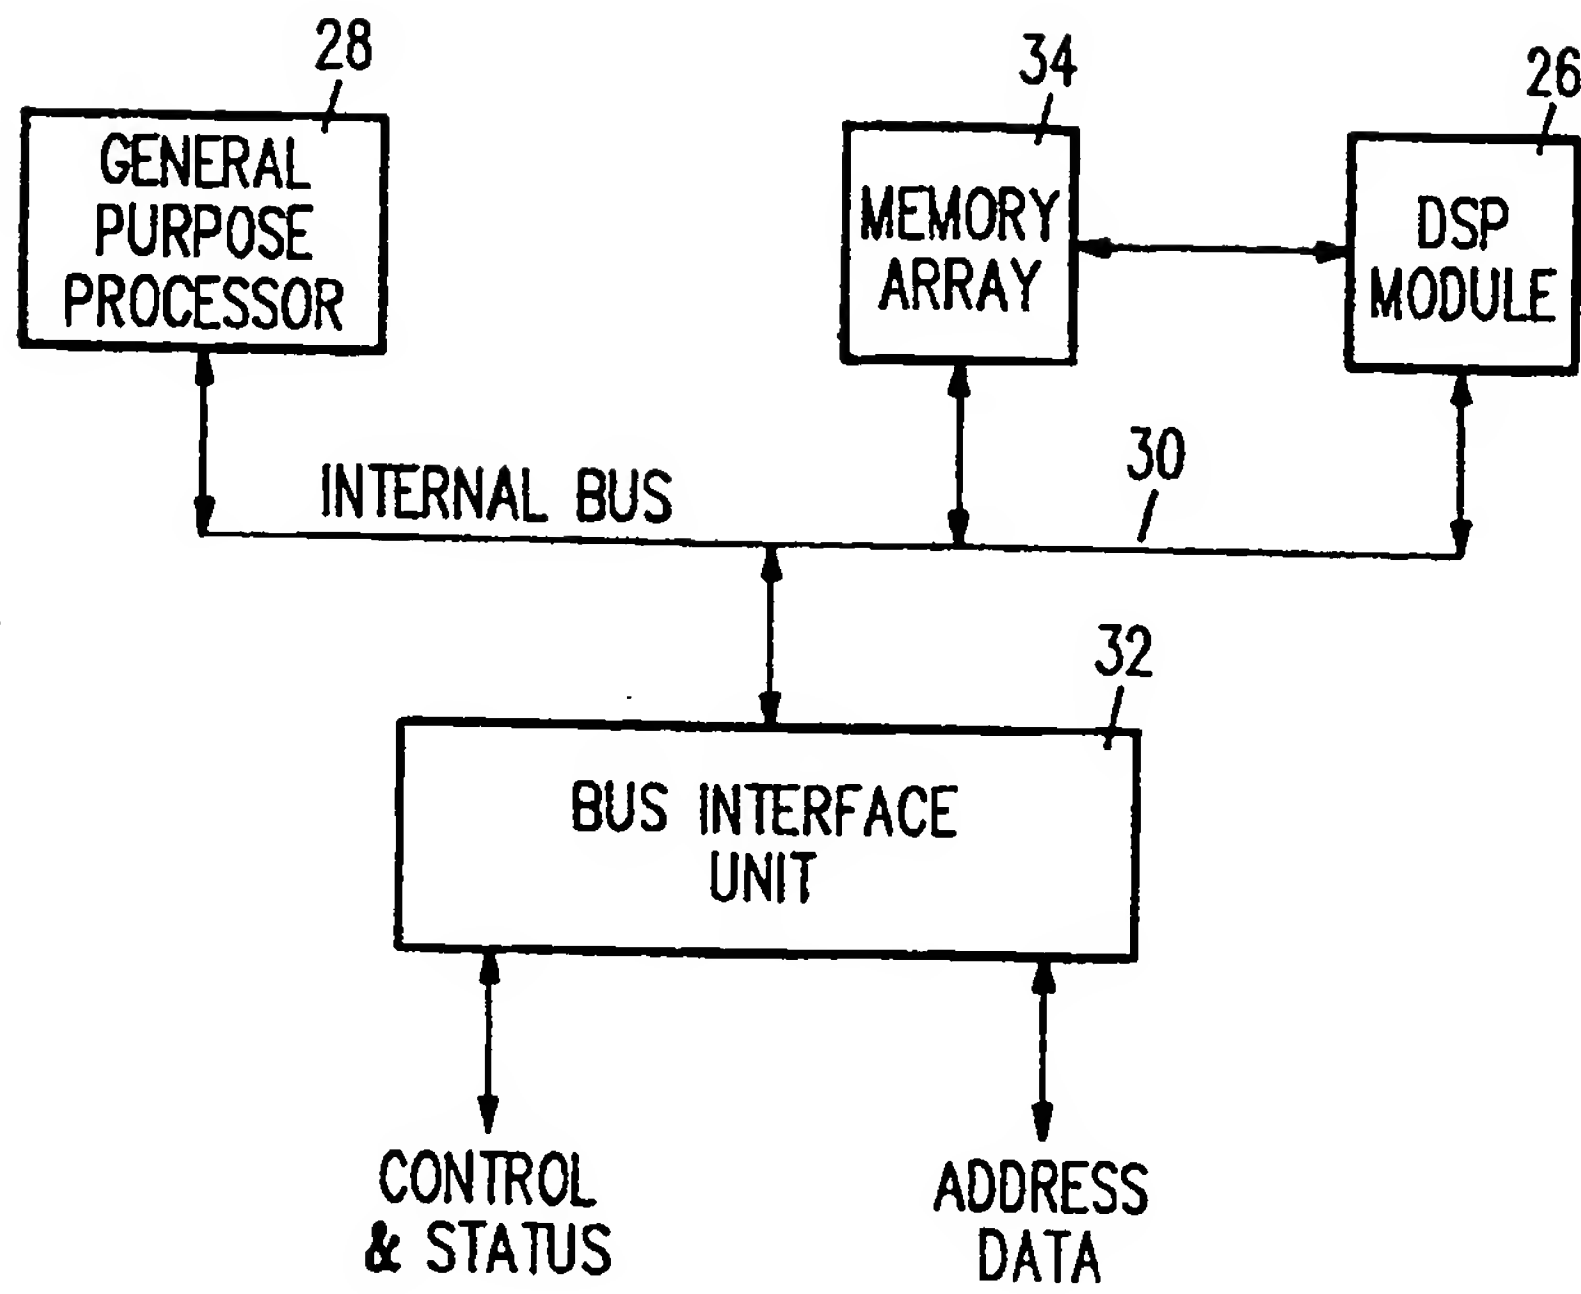 28
GENERAL
PURPOSE
PROCESSOR
34
MEMORY
ARRAY
26
DSP
MODULE
INTERNAL BUS
30
32
BUS INTERFACE
UNIT
CONTROL
& STATUS
ADDRESS
DATA